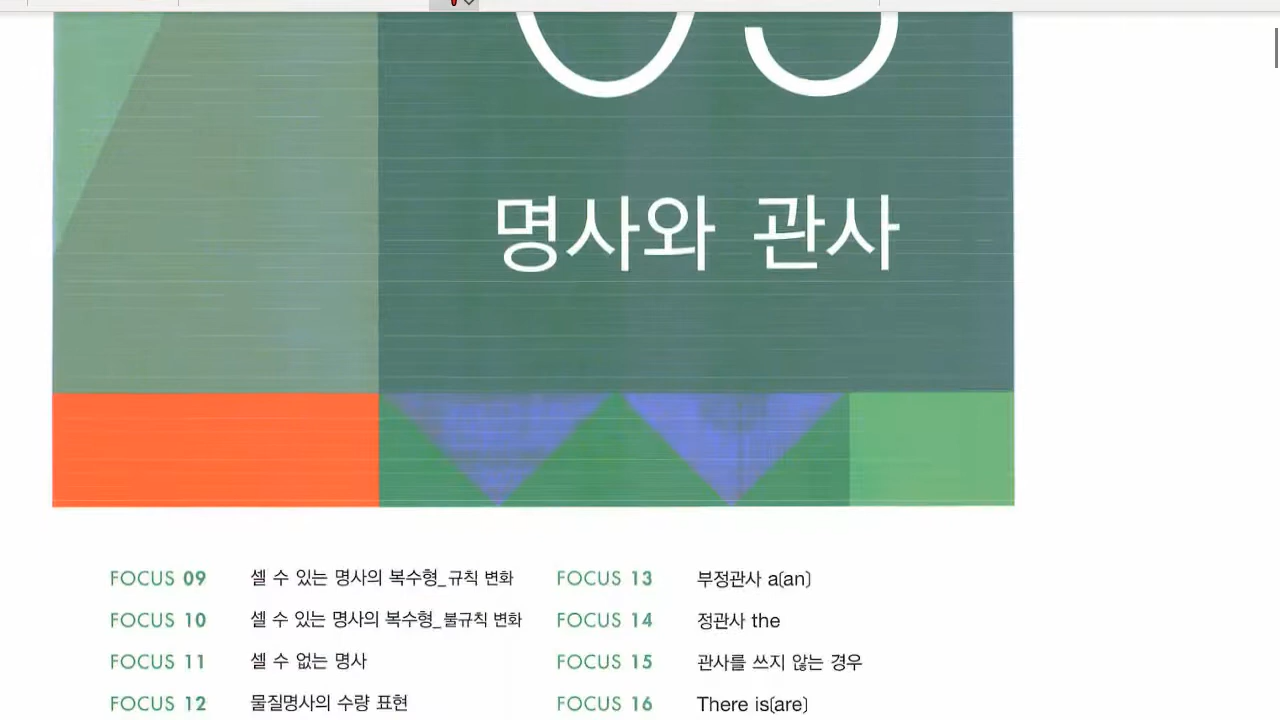 명사와 관사
FOCUS 09 셀 수 있는 명사의 복수형_규칙 변화
FOCUS 10 셀 수 있는 명사의 복수형_불규칙 변화
FOCUS 11 셀 수 없는 명사
FOCUS 12 물질명사의 수량 표현
FOCUS 13 부정관사 a(an)
FOCUS 14 정관사 the
FOCUS 15 관사를 쓰지 않는 경우
FOCUS 16 There is(are)